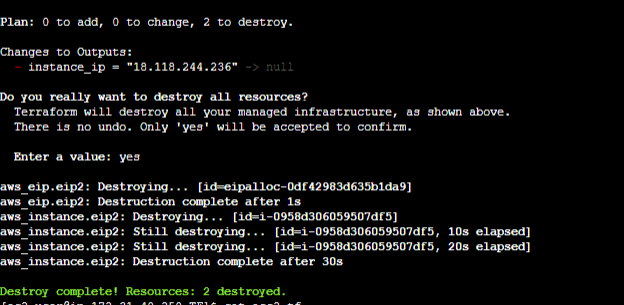 Plan: 0 to add, 0 to change, 2 to destroy.
Changes to Outputs:
- instance_ip = "18.118.244.236" -> null
Do you really want to destroy all resources?
Terraform will destroy all your managed infrastructure, as shown above.
There is no undo. Only 'yes' will be accepted to confirm.
Enter a value: yes
aws_eip.eip2: Destroying... [id=eipalloc-0df42983d635b1da9]
aws_eip.eip2: Destruction complete after 1s
aws_instance.eip2: Destroying... [id=i-0958d306059507df5]
aws_instance.eip2: Still destroying... [id=i-0958d306059507df5, 10s elapsed]
aws_instance.eip2: Still destroying... [id=i-0958d306059507df5, 20s elapsed]
aws_instance.eip2: Destruction complete after 30s
Destroy complete! Resources: 2 destroyed.